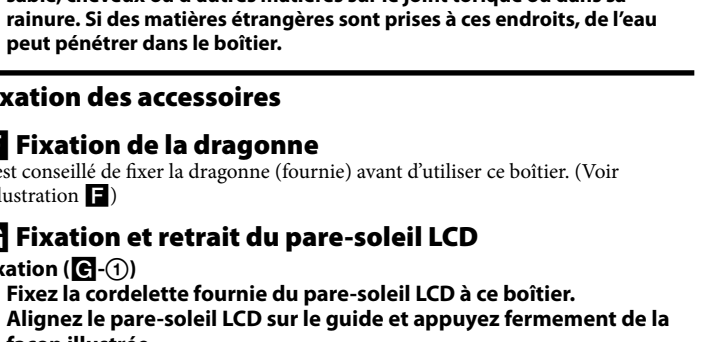 sable, cheveux ou d'autres matières sur le joint torique ou dans sa
rainure. Si des matières étrangères sont prises à ces endroits, de l'eau
peut pénétrer dans le boîtier.
xation des accessoires
Fixation de la dragonne
est conseillé de fixer la dragonne (fournie) avant d'utiliser ce boîtier. (Voir
lustration F)
G Fixation et retrait du pare-soleil LCD
xation (G-①)
Fixez la cordelette fournie du pare-soleil LCD à ce boîtier.
Alignez le pare-soleil LCD sur le guide et appuyez fermement de la
façon illustrée